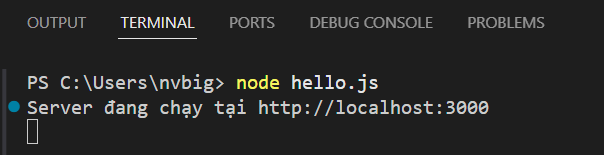 OUTPUT TERMINAL PORTS DEBUG CONSOLE PROBLEMS
PS C:\Users\nvbig> node hello.js
Server đang chạy tại http://localhost:3000